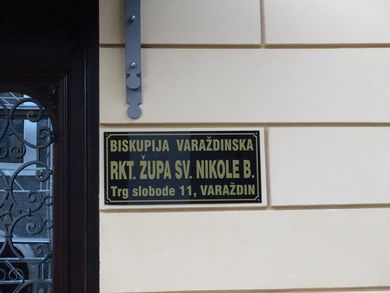 BISKUPIJA VARAŽDINSKA
RKT. ŽUPA SV. NIKOLE B.
Trg slobode 11, VARAŽDIN